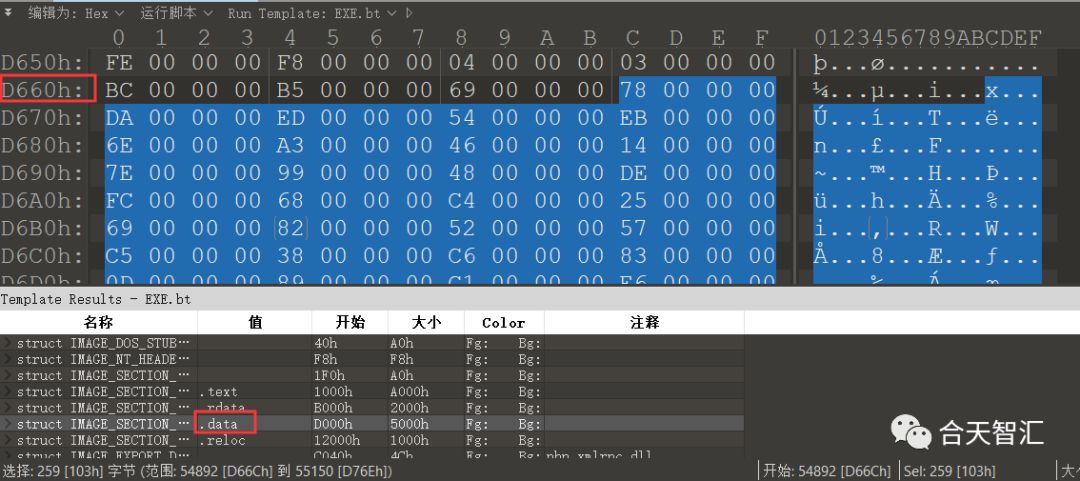 编辑为: Hex 运行脚本 Run Template: EXE.bt
0 1 2 3 4 5 6 7 8 9 A B C D E F 0123456789ABCDEF
D650h: FE 00 00 00 F8 00 00 00 04 00 00 00 03 00 00 00 þ...ø...........
D660h: BC 00 00 00 B5 00 00 00 69 00 00 00 78 00 00 00 ¼...µ...i...x...
D670h: DA 00 00 00 ED 00 00 00 54 00 00 00 EB 00 00 00 Ú...í...T...ë...
D680h: 6E 00 00 00 A3 00 00 00 46 00 00 00 14 00 00 00 n...£...F.......
D690h: 7E 00 00 00 99 00 00 00 48 00 00 00 DE 00 00 00 ~...™...H...Þ...
D6A0h: FC 00 00 00 68 00 00 00 C4 00 00 00 25 00 00 00 ü...h...Ä...%...
D6B0h: 69 00 00 00 82 00 00 00 52 00 00 00 57 00 00 00 i...‚...R...W...
D6C0h: C5 00 00 00 38 00 00 00 C6 00 00 00 83 00 00 00 Å...8...Æ...ƒ...
D6D0h: 0D 00 00 00 89 00 00 00 C1 00 00 00 E6 00 00 00
Template Results - EXE.bt
名称 值 开始 大小 Color 注释
struct IMAGE_DOS_STUB… 40h A0h Fg: Bg:
struct IMAGE_NT_HEADE… F8h F8h Fg: Bg:
struct IMAGE_SECTION_… 1F0h A0h Fg: Bg:
struct IMAGE_SECTION_… .text 1000h A000h Fg: Bg:
struct IMAGE_SECTION_… .rdata B000h 2000h Fg: Bg:
struct IMAGE_SECTION_… .data D000h 5000h Fg: Bg:
struct IMAGE_SECTION_… .reloc 12000h 1000h Fg: Bg:
struct IMAGE_EXPORT_D… C040h 4Ch Fg: Bg: php_xmlrpc.dll
合天智汇
选择: 259 [103h] 字节 (范围: 54892 [D66Ch] 到 55150 [D76Eh]) 开始: 54892 [D66Ch] Sel: 259 [103h] 大